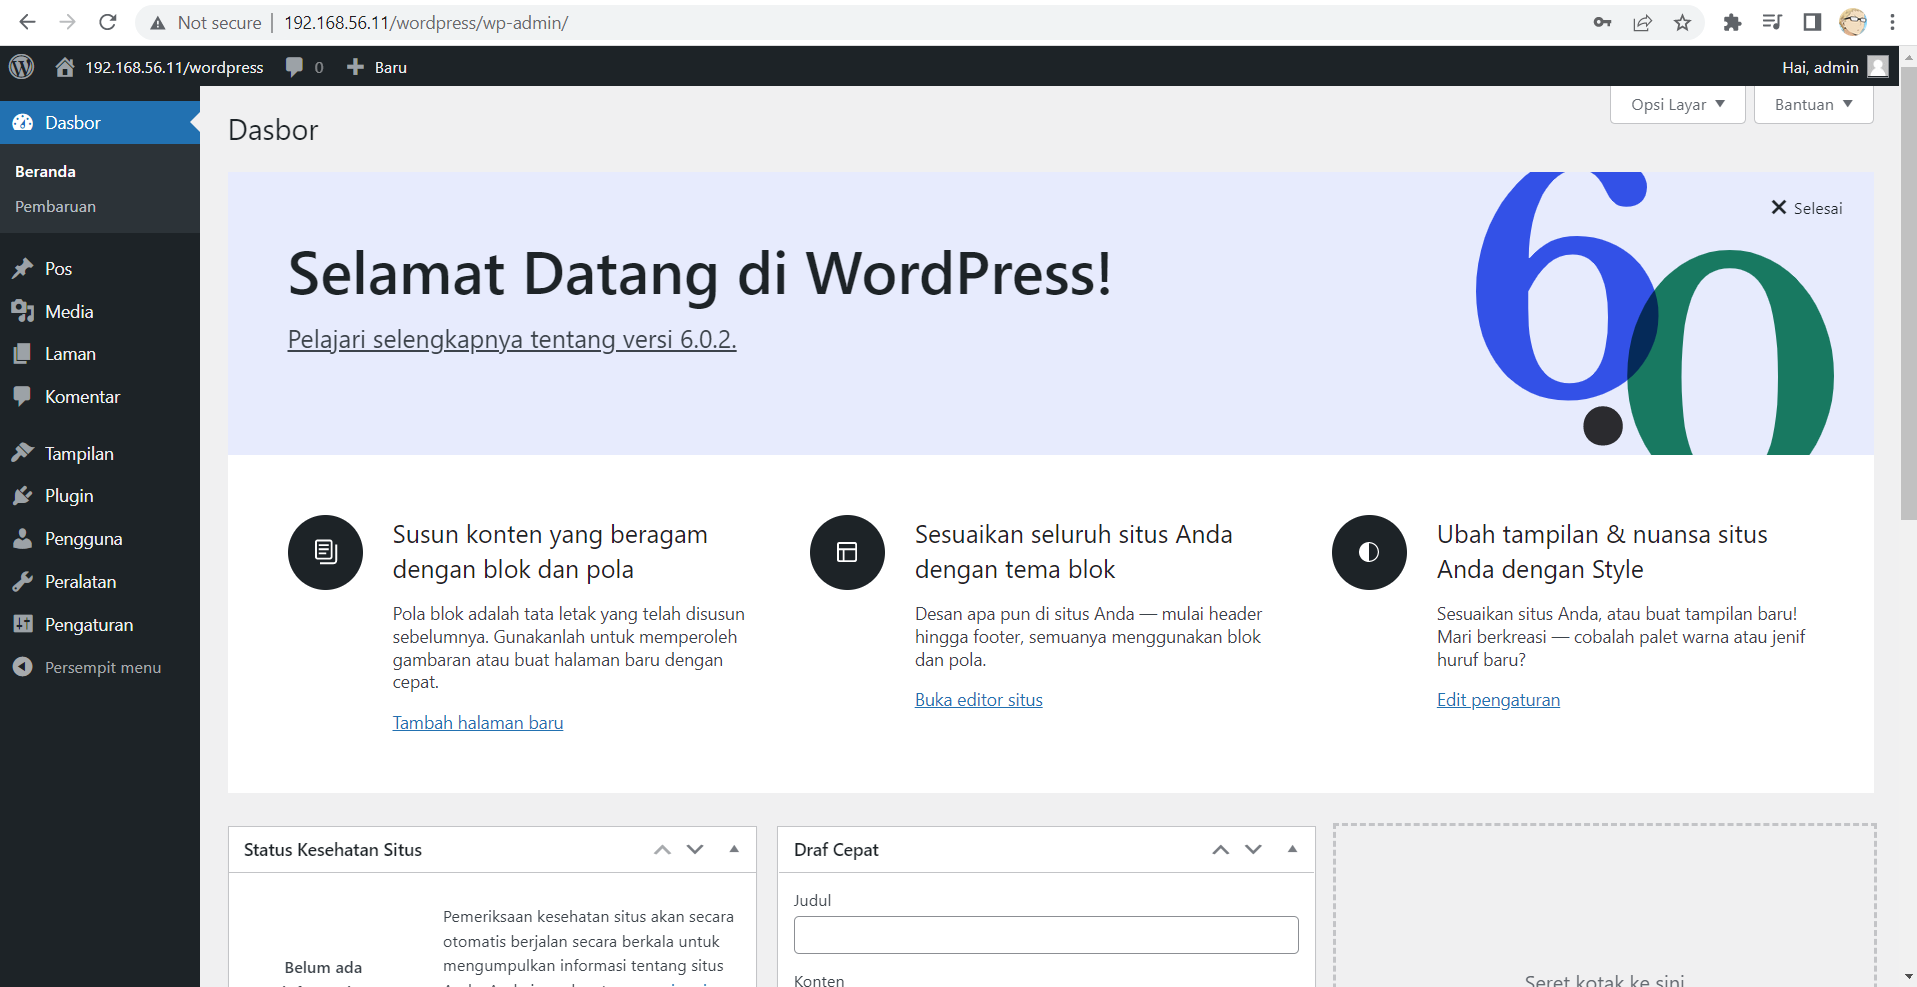 Not secure
192.168.56.11/wordpress/wp-admin/
192.168.56.11/wordpress
0
Baru
Hai, admin
Dasbor
Beranda
Pembaruan
Pos
Media
Laman
Komentar
Tampilan
Plugin
Pengguna
Peralatan
Pengaturan
Persempit menu
Opsi Layar
Bantuan
Dasbor
Selesai
6.0
Selamat Datang di WordPress!
Pelajari selengkapnya tentang versi 6.0.2.
Susun konten yang beragam
dengan blok dan pola
Pola blok adalah tata letak yang telah disusun
sebelumnya. Gunakanlah untuk memperoleh
gambaran atau buat halaman baru dengan
cepat.
Tambah halaman baru
Sesuaikan seluruh situs Anda
dengan tema blok
Desan apa pun di situs Anda — mulai header
hingga footer, semuanya menggunakan blok
dan pola.
Buka editor situs
Ubah tampilan & nuansa situs
Anda dengan Style
Sesuaikan situs Anda, atau buat tampilan baru!
Mari berkreasi — cobalah palet warna atau jenif
huruf baru?
Edit pengaturan
Status Kesehatan Situs
Belum ada
Pemeriksaan kesehatan situs akan secara
otomatis berjalan secara berkala untuk
mengumpulkan informasi tentang situs
Draf Cepat
Judul
Konten
Seret kotak ke sini